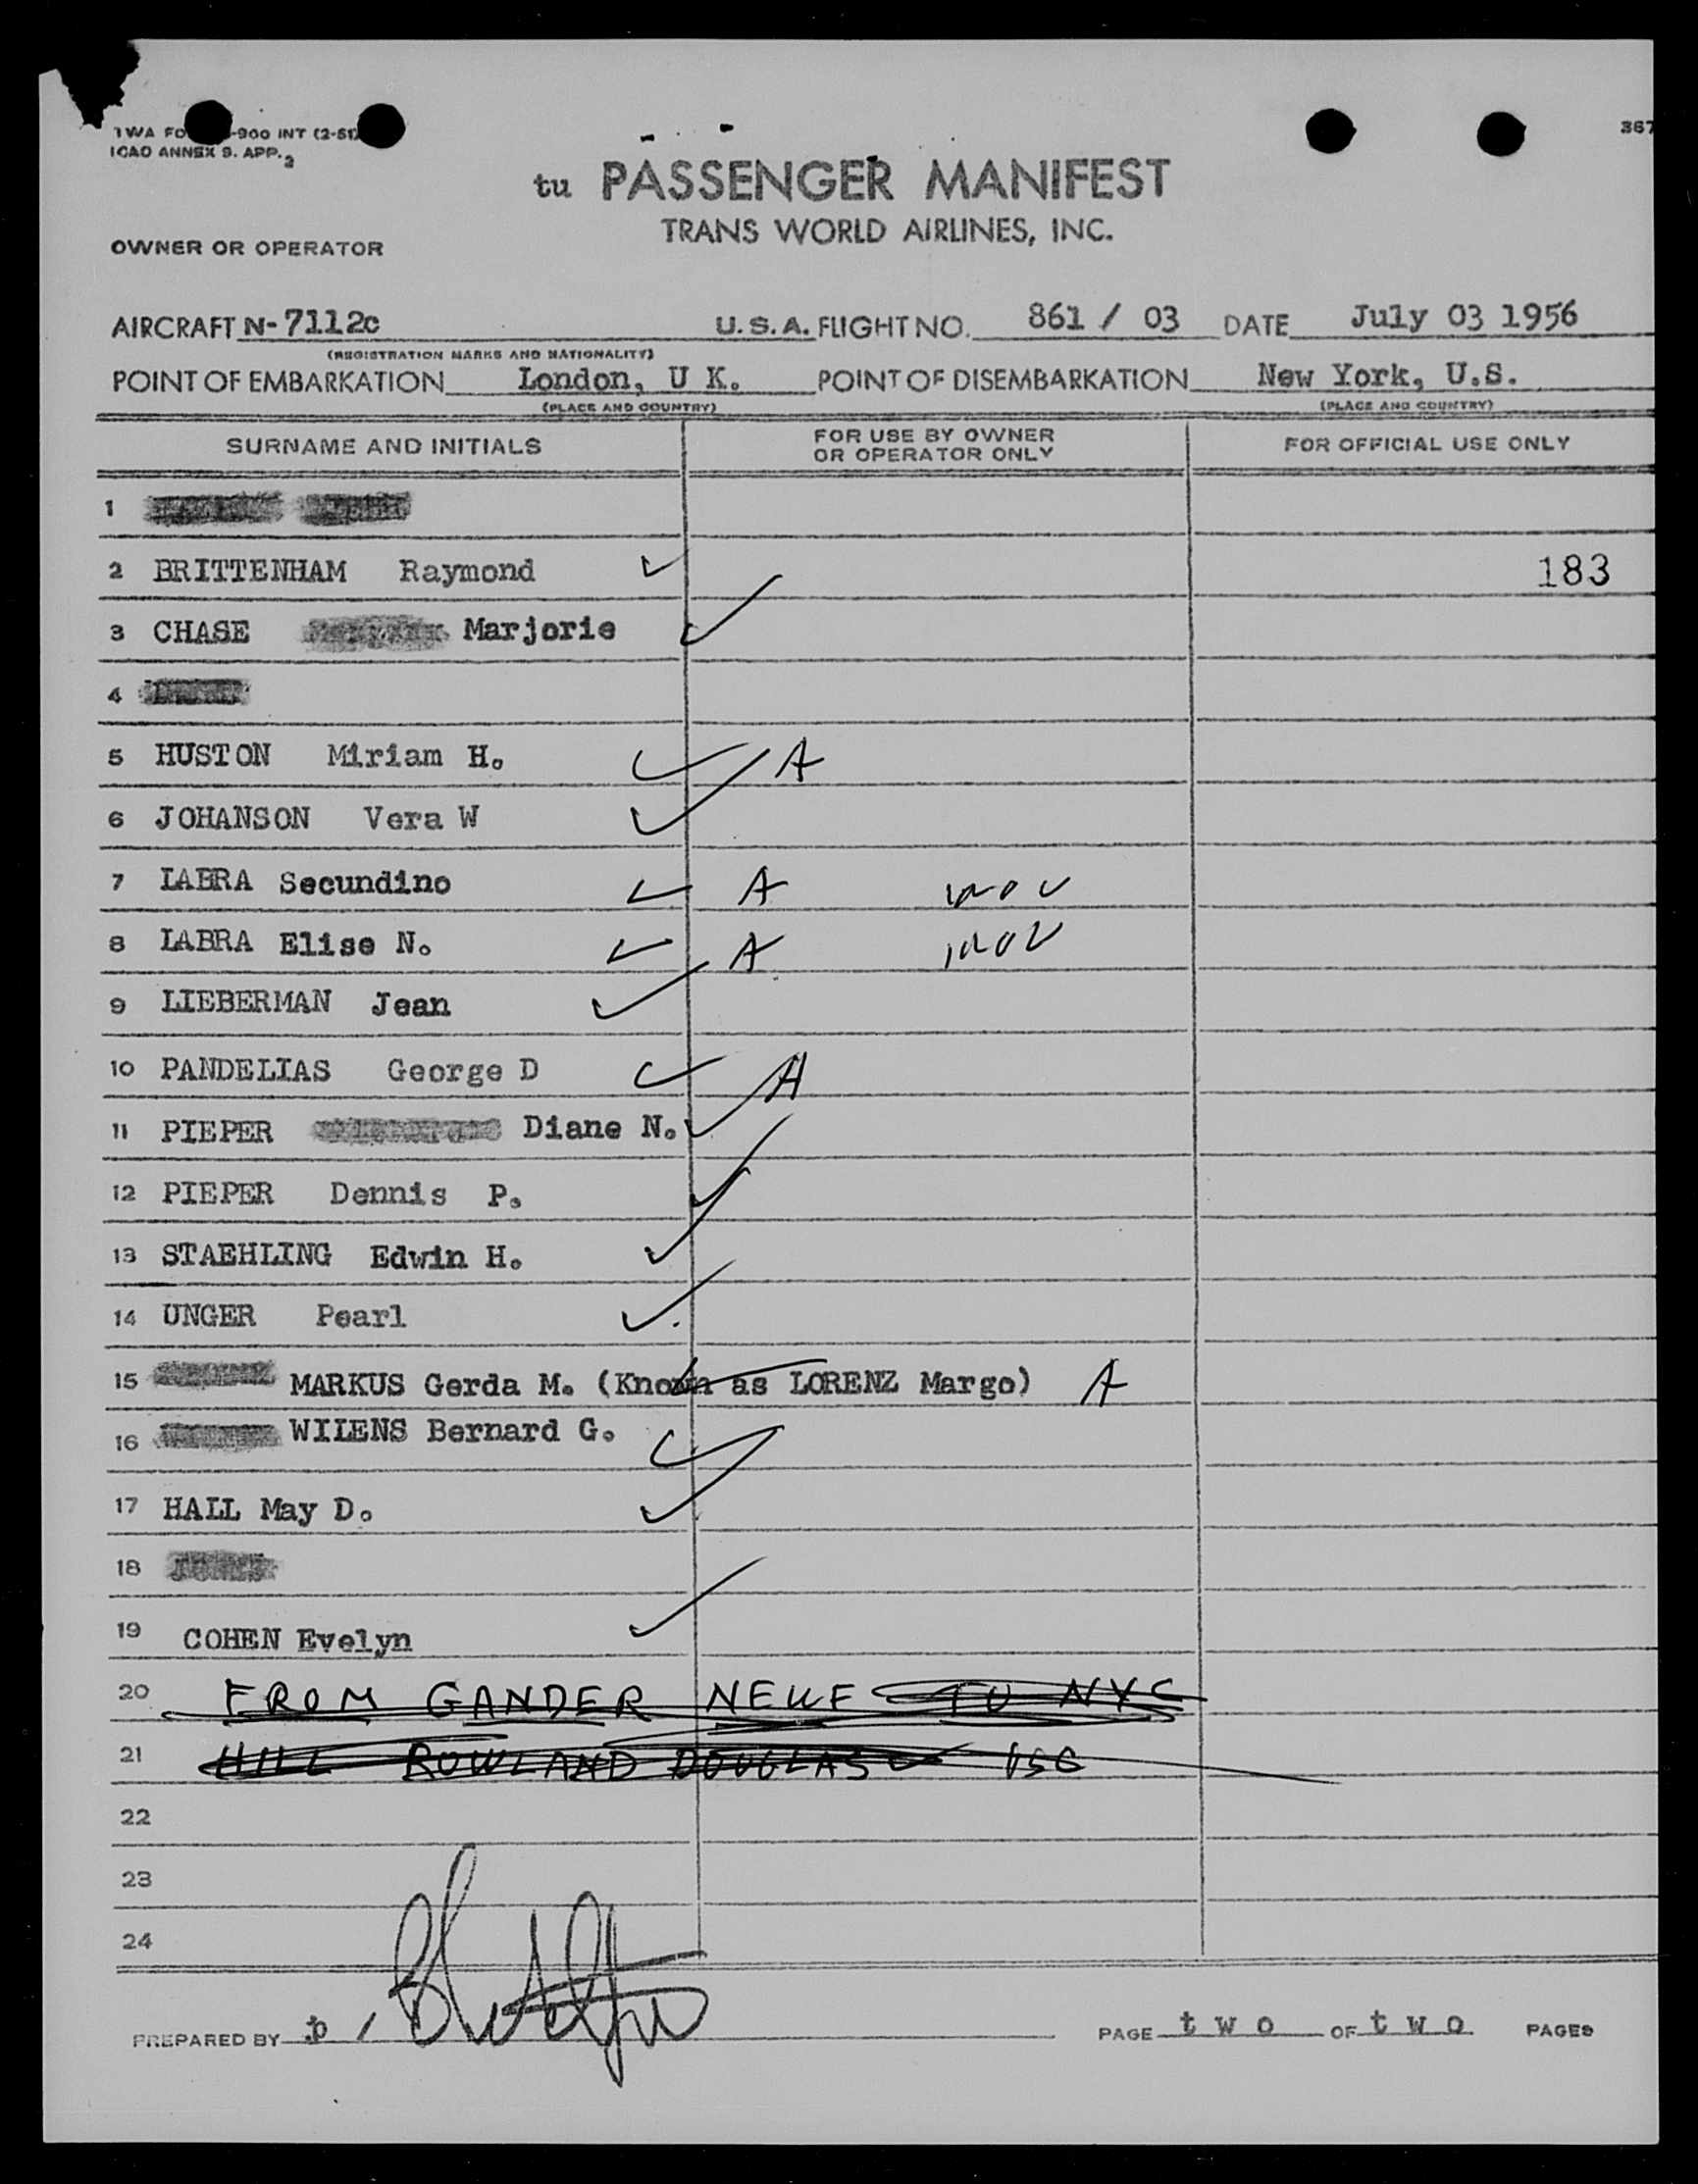 TWA FO -900 INT (2-51)
ICAO ANNEX 9. APP. 2
367
tu PASSENGER MANIFEST
TRANS WORLD AIRLINES, INC.
OWNER OR OPERATOR
AIRCRAFT N-7112c U.S.A. FLIGHT NO. 861 / 03 DATE July 03 1956
(REGISTRATION MARKS AND NATIONALITY)
POINT OF EMBARKATION London, U K. POINT OF DISEMBARKATION New York, U.S.
(PLACE AND COUNTRY) (PLACE AND COUNTRY)
SURNAME AND INITIALS FOR USE BY OWNER OR OPERATOR ONLY FOR OFFICIAL USE ONLY
1
2 BRITTENHAM Raymond 183
3 CHASE Marjorie
4
5 HUSTON Miriam H. A
6 JOHANSON Vera W
7 LABRA Secundino A
8 LABRA Elise N. A
9 LIEBERMAN Jean
10 PANDELIAS George D A
11 PIEPER Diane N.
12 PIEPER Dennis P.
13 STAEHLING Edwin H.
14 UNGER Pearl
15 MARKUS Gerda M. (Known as LORENZ Margo) A
16 WILENS Bernard G.
17 HALL May D.
18
19 COHEN Evelyn
20 FROM GANDER NEWF TO NYC
21 HILL ROWLAND DOUGLAS
22
23
24
PREPARED BY p / PAGE two OF two PAGES